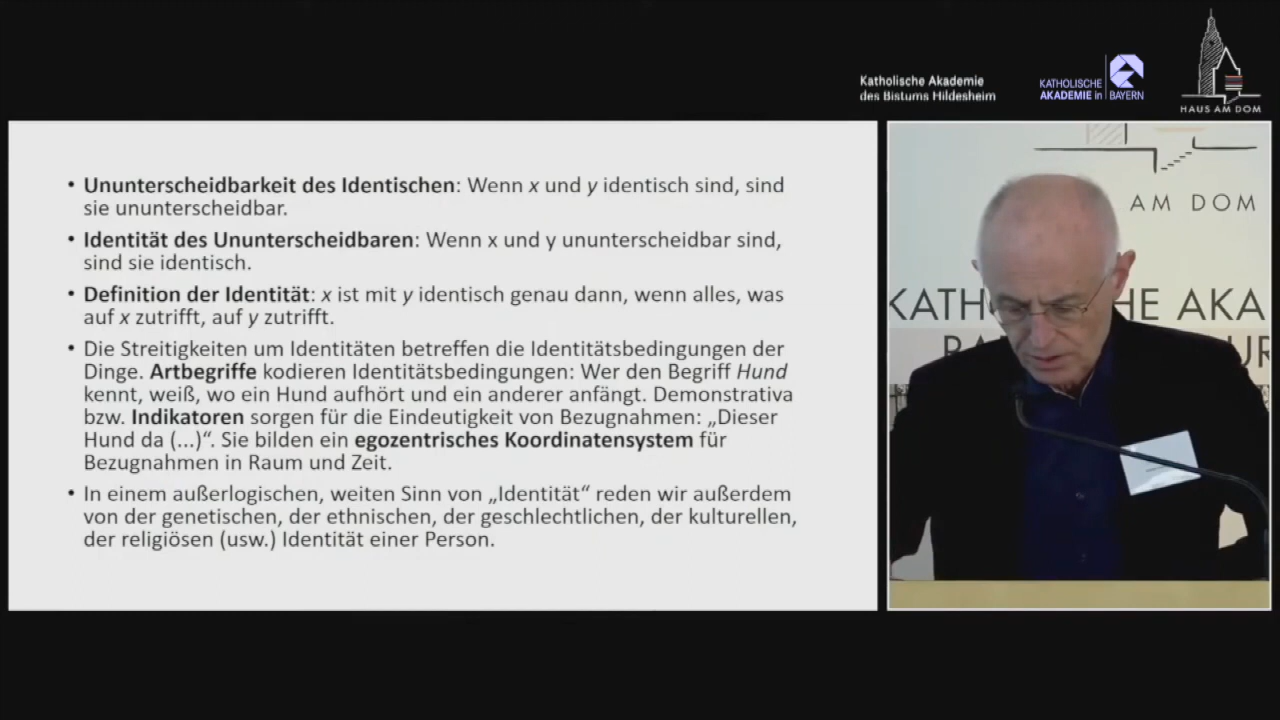 Katholische Akademie
des Bistums Hildesheim
KATHOLISCHE
AKADEMIE in BAYERN
HAUS AM DOM
• Ununterscheidbarkeit des Identischen: Wenn x und y identisch sind, sind
sie ununterscheidbar.
• Identität des Ununterscheidbaren: Wenn x und y ununterscheidbar sind,
sind sie identisch.
• Definition der Identität: x ist mit y identisch genau dann, wenn alles, was
auf x zutrifft, auf y zutrifft.
• Die Streitigkeiten um Identitäten betreffen die Identitätsbedingungen der
Dinge. Artbegriffe kodieren Identitätsbedingungen: Wer den Begriff Hund
kennt, weiß, wo ein Hund aufhört und ein anderer anfängt. Demonstrativa
bzw. Indikatoren sorgen für die Eindeutigkeit von Bezugnahmen: „Dieser
Hund da (...)“. Sie bilden ein egozentrisches Koordinatensystem für
Bezugnahmen in Raum und Zeit.
• In einem außerlogischen, weiten Sinn von „Identität“ reden wir außerdem
von der genetischen, der ethnischen, der geschlechtlichen, der kulturellen,
der religiösen (usw.) Identität einer Person.
AM DOM
KATH HE AKA